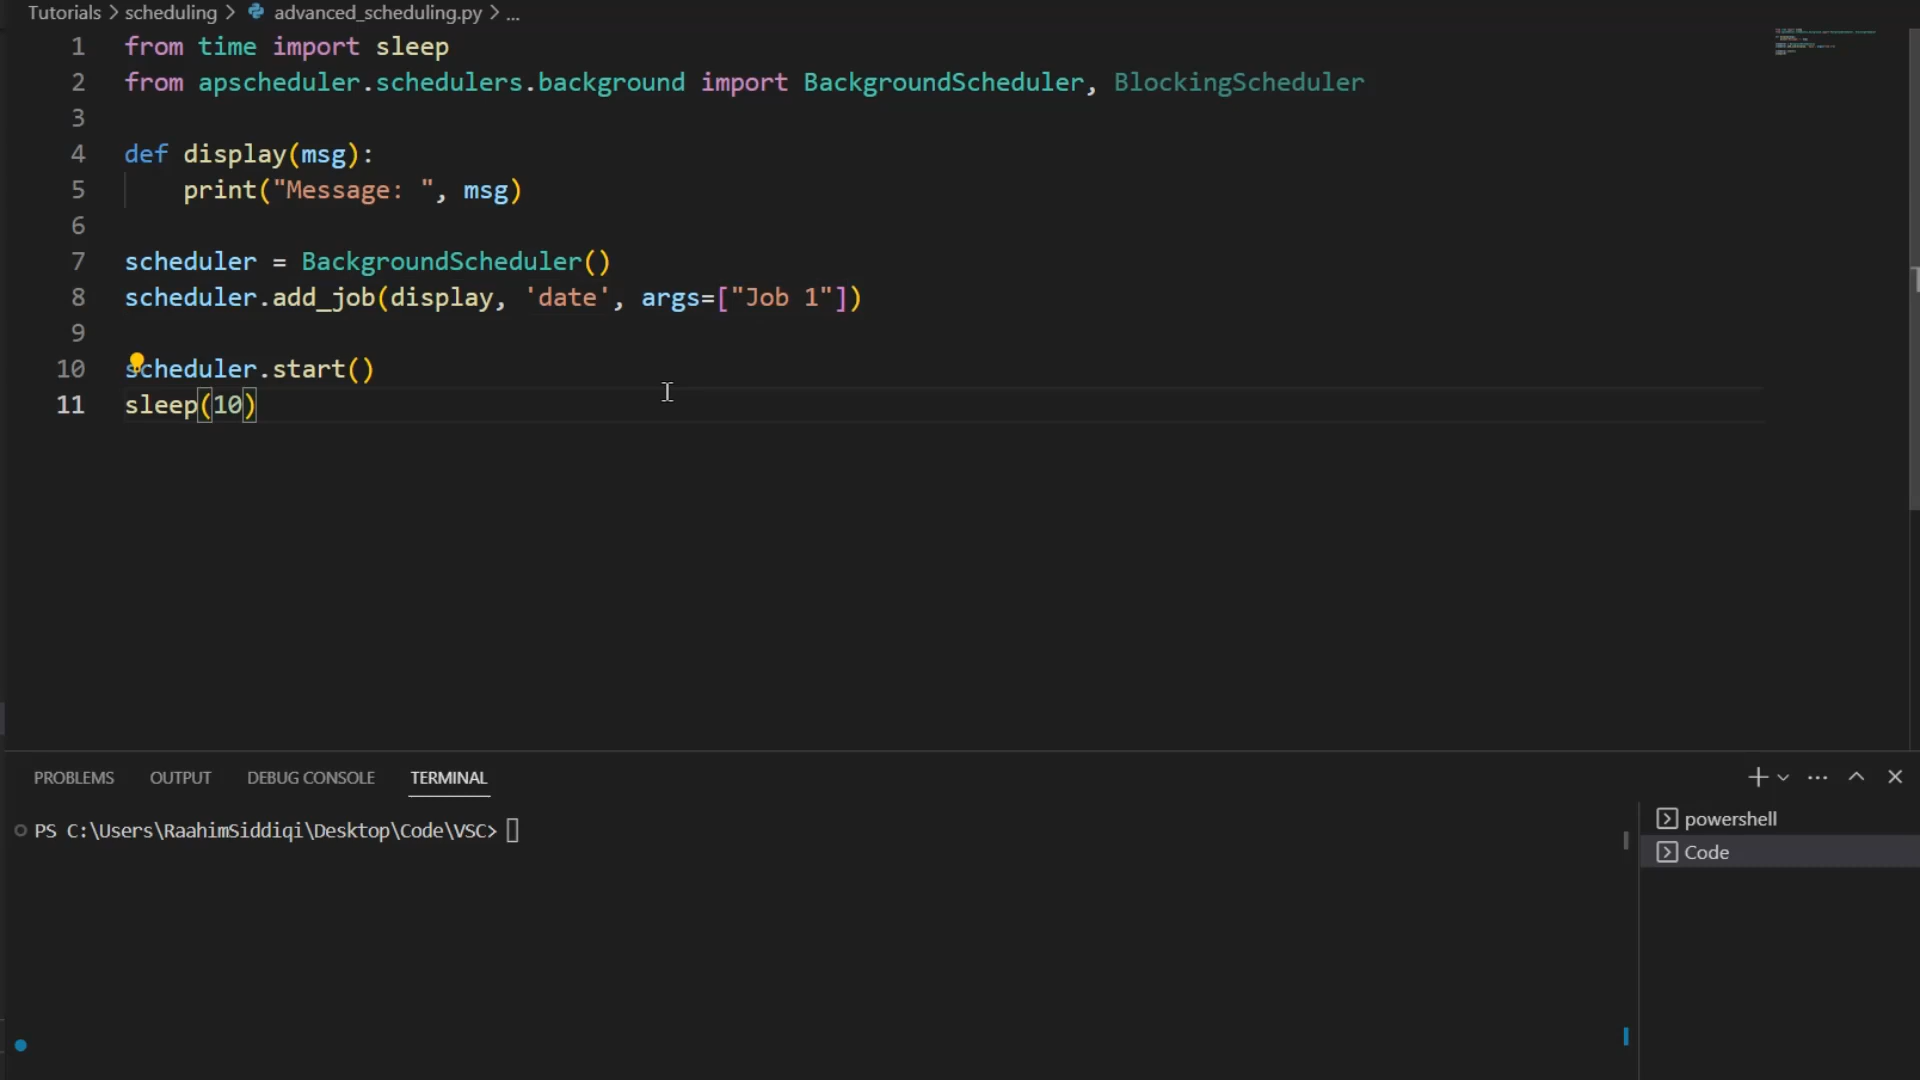 Tutorials > scheduling > advanced_scheduling.py > ...
1 from time import sleep
2 from apscheduler.schedulers.background import BackgroundScheduler, BlockingScheduler
3
4 def display(msg):
5     print("Message: ", msg)
6
7 scheduler = BackgroundScheduler()
8 scheduler.add_job(display, 'date', args=["Job 1"])
9
10 scheduler.start()
11 sleep(10)
PROBLEMS OUTPUT DEBUG CONSOLE TERMINAL
PS C:\Users\RaahimSiddiqi\Desktop\Code\VSC>
powershell
Code